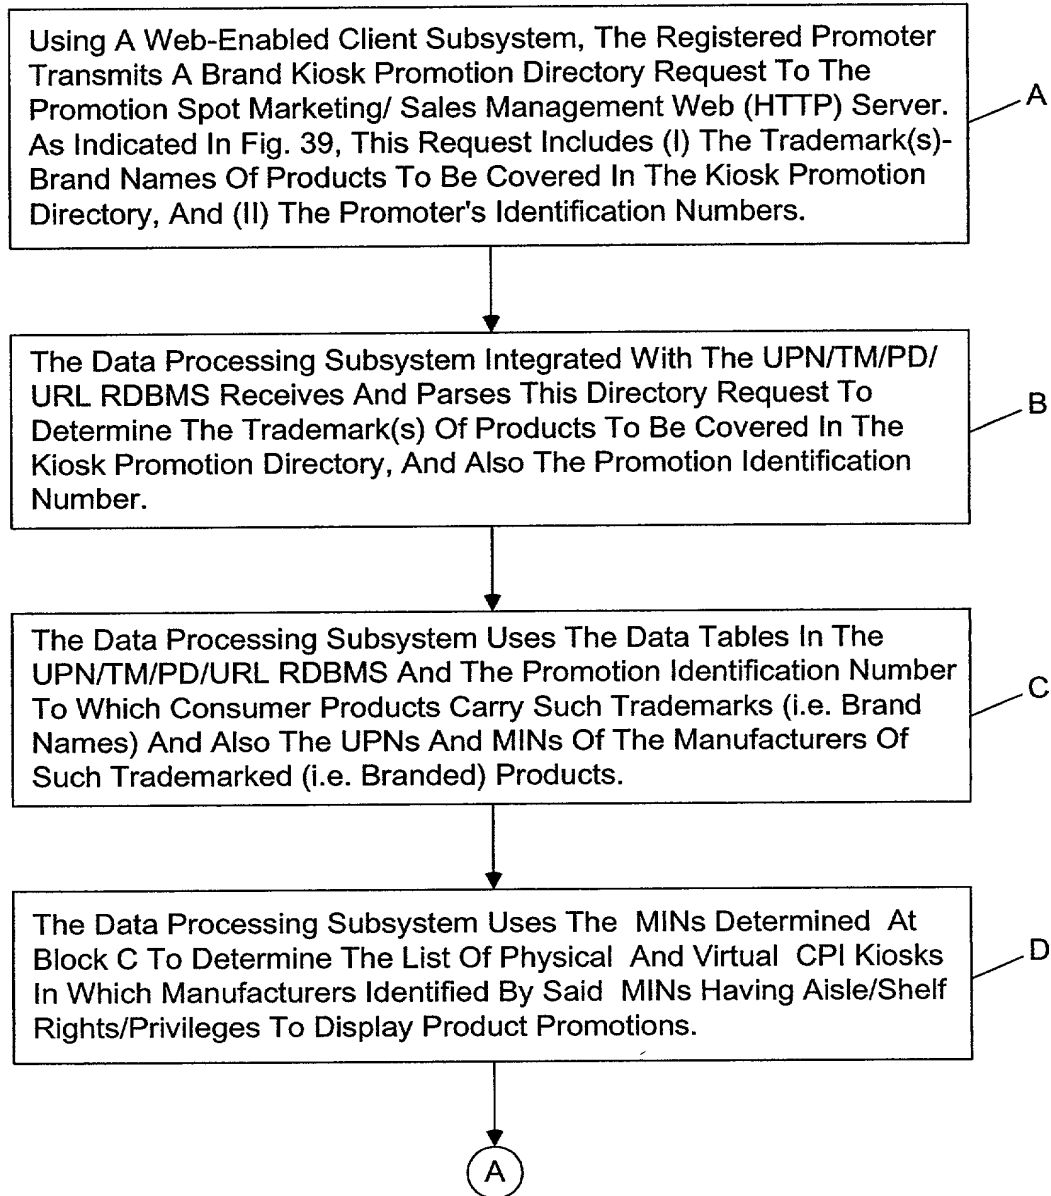 Using A Web-Enabled Client Subsystem, The Registered Promoter
Transmits A Brand Kiosk Promotion Directory Request To The
Promotion Spot Marketing/ Sales Management Web (HTTP) Server.
As Indicated In Fig. 39, This Request Includes (I) The Trademark(s)-
Brand Names Of Products To Be Covered In The Kiosk Promotion
Directory, And (II) The Promoter's Identification Numbers.
A
The Data Processing Subsystem Integrated With The UPN/TM/PD/
URL RDBMS Receives And Parses This Directory Request To
Determine The Trademark(s) Of Products To Be Covered In The
Kiosk Promotion Directory, And Also The Promotion Identification
Number.
B
The Data Processing Subsystem Uses The Data Tables In The
UPN/TM/PD/URL RDBMS And The Promotion Identification Number
To Which Consumer Products Carry Such Trademarks (i.e. Brand
Names) And Also The UPNs And MINs Of The Manufacturers Of
Such Trademarked (i.e. Branded) Products.
C
The Data Processing Subsystem Uses The MINs Determined At
Block C To Determine The List Of Physical And Virtual CPI Kiosks
In Which Manufacturers Identified By Said MINs Having Aisle/Shelf
Rights/Privileges To Display Product Promotions.
D
A